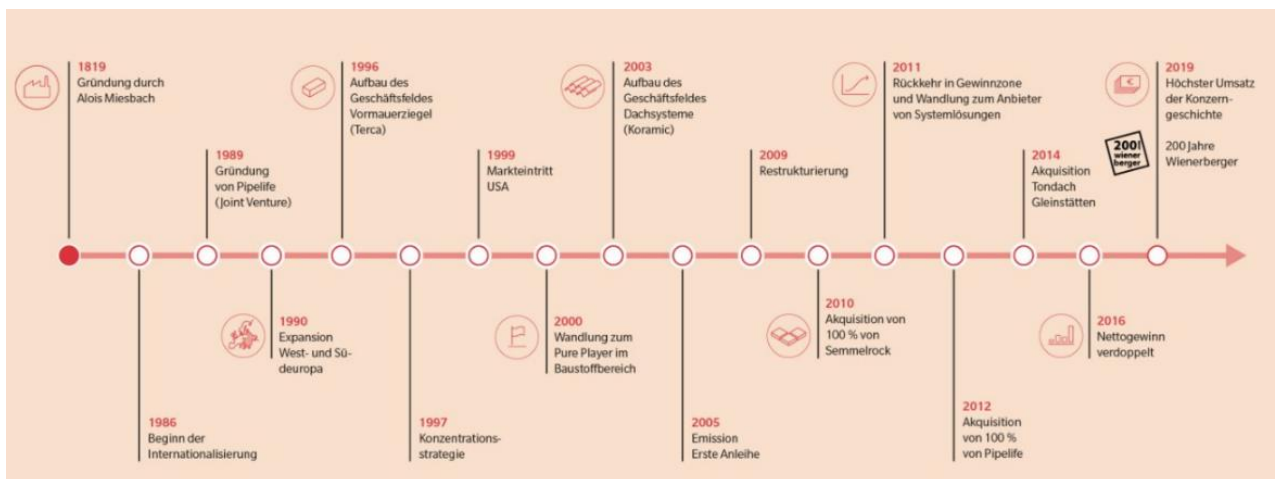 1819
Gründung durch
Alois Miesbach
1986
Beginn der
Internationalisierung
1989
Gründung
von Pipelife
(Joint Venture)
1990
Expansion
West- und Sü-
deuropa
1996
Aufbau des
Geschäftsfeldes
Vormauerziegel
(Terca)
1997
Konzentrations-
strategie
1999
Markteintritt
USA
2000
Wandlung zum
Pure Player im
Baustoffbereich
2003
Aufbau des
Geschäftsfeldes
Dachsysteme
(Koramic)
2005
Emission
Erste Anleihe
2009
Restrukturierung
2010
Akquisition von
100 % von
Semmelrock
2011
Rückkehr in Gewinnzone
und Wandlung zum Anbieter
von Systemlösungen
2012
Akquisition
von 100 %
von Pipelife
2014
Akquisition
Tondach
Gleinstätten
2016
Nettogewinn
verdoppelt
€
2019
Höchster Umsatz
der Konzern-
geschichte
200
wiener
berger
200 Jahre
Wienerberger